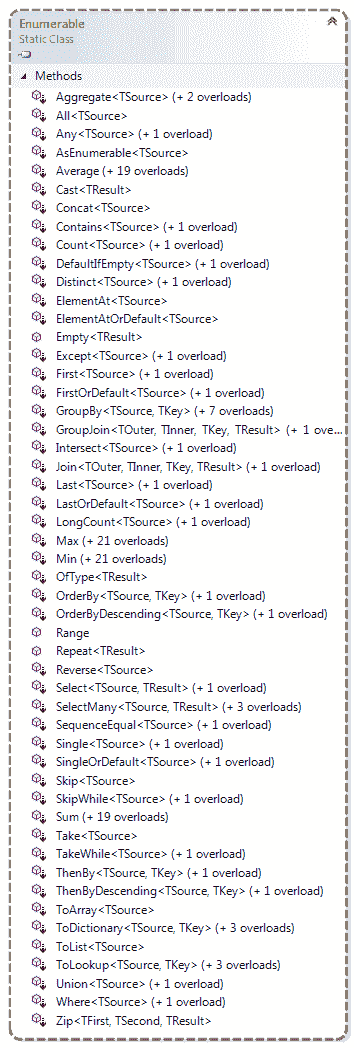 Enumerable
Static Class
Methods
Aggregate<TSource> (+ 2 overloads)
All<TSource>
Any<TSource> (+ 1 overload)
AsEnumerable<TSource>
Average (+ 19 overloads)
Cast<TResult>
Concat<TSource>
Contains<TSource> (+ 1 overload)
Count<TSource> (+ 1 overload)
DefaultIfEmpty<TSource> (+ 1 overload)
Distinct<TSource> (+ 1 overload)
ElementAt<TSource>
ElementAtOrDefault<TSource>
Empty<TResult>
Except<TSource> (+ 1 overload)
First<TSource> (+ 1 overload)
FirstOrDefault<TSource> (+ 1 overload)
GroupBy<TSource, TKey> (+ 7 overloads)
GroupJoin<TOuter, TInner, TKey, TResult> (+ 1 ove...
Intersect<TSource> (+ 1 overload)
Join<TOuter, TInner, TKey, TResult> (+ 1 overload)
Last<TSource> (+ 1 overload)
LastOrDefault<TSource> (+ 1 overload)
LongCount<TSource> (+ 1 overload)
Max (+ 21 overloads)
Min (+ 21 overloads)
OfType<TResult>
OrderBy<TSource, TKey> (+ 1 overload)
OrderByDescending<TSource, TKey> (+ 1 overload)
Range
Repeat<TResult>
Reverse<TSource>
Select<TSource, TResult> (+ 1 overload)
SelectMany<TSource, TResult> (+ 3 overloads)
SequenceEqual<TSource> (+ 1 overload)
Single<TSource> (+ 1 overload)
SingleOrDefault<TSource> (+ 1 overload)
Skip<TSource>
SkipWhile<TSource> (+ 1 overload)
Sum (+ 19 overloads)
Take<TSource>
TakeWhile<TSource> (+ 1 overload)
ThenBy<TSource, TKey> (+ 1 overload)
ThenByDescending<TSource, TKey> (+ 1 overload)
ToArray<TSource>
ToDictionary<TSource, TKey> (+ 3 overloads)
ToList<TSource>
ToLookup<TSource, TKey> (+ 3 overloads)
Union<TSource> (+ 1 overload)
Where<TSource> (+ 1 overload)
Zip<TFirst, TSecond, TResult>